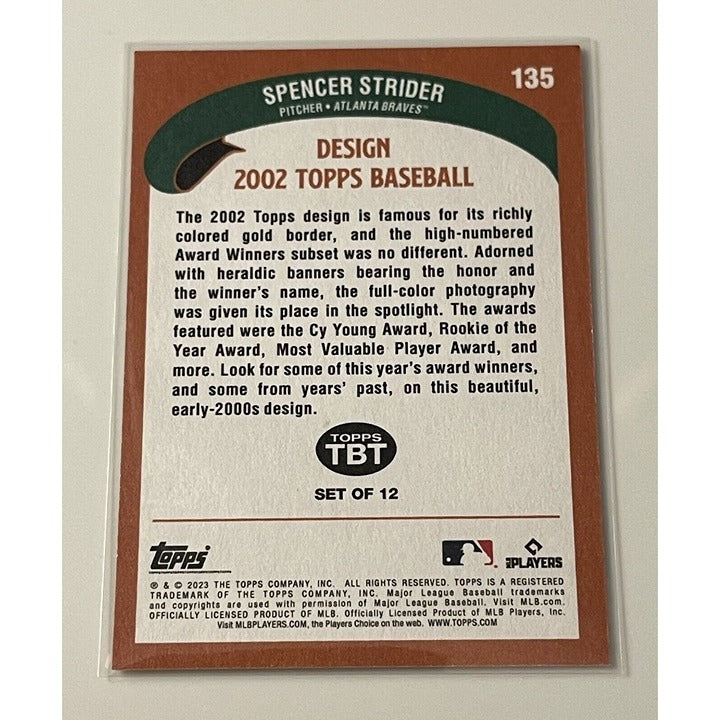 135
SPENCER STRIDER
PITCHER • ATLANTA BRAVES™
DESIGN
2002 TOPPS BASEBALL
The 2002 Topps design is famous for its richly
colored gold border, and the high-numbered
Award Winners subset was no different. Adorned
with heraldic banners bearing the honor and
the winner's name, the full-color photography
was given its place in the spotlight. The awards
featured were the Cy Young Award, Rookie of the
Year Award, Most Valuable Player Award, and
more. Look for some of this year's award winners,
and some from years' past, on this beautiful,
early-2000s design.
TOPPS
TBT
SET OF 12
topps
PLAYERS
® & © 2023 THE TOPPS COMPANY, INC. ALL RIGHTS RESERVED. TOPPS IS A REGISTERED
TRADEMARK OF THE TOPPS COMPANY, INC. Major League Baseball trademarks
and copyrights are used with permission of Major League Baseball. Visit MLB.com.
OFFICIALLY LICENSED PRODUCT OF MLB. Officially Licensed Product of MLB Players, Inc.
Visit MLBPLAYERS.com, the Players Choice on the web. WWW.TOPPS.COM